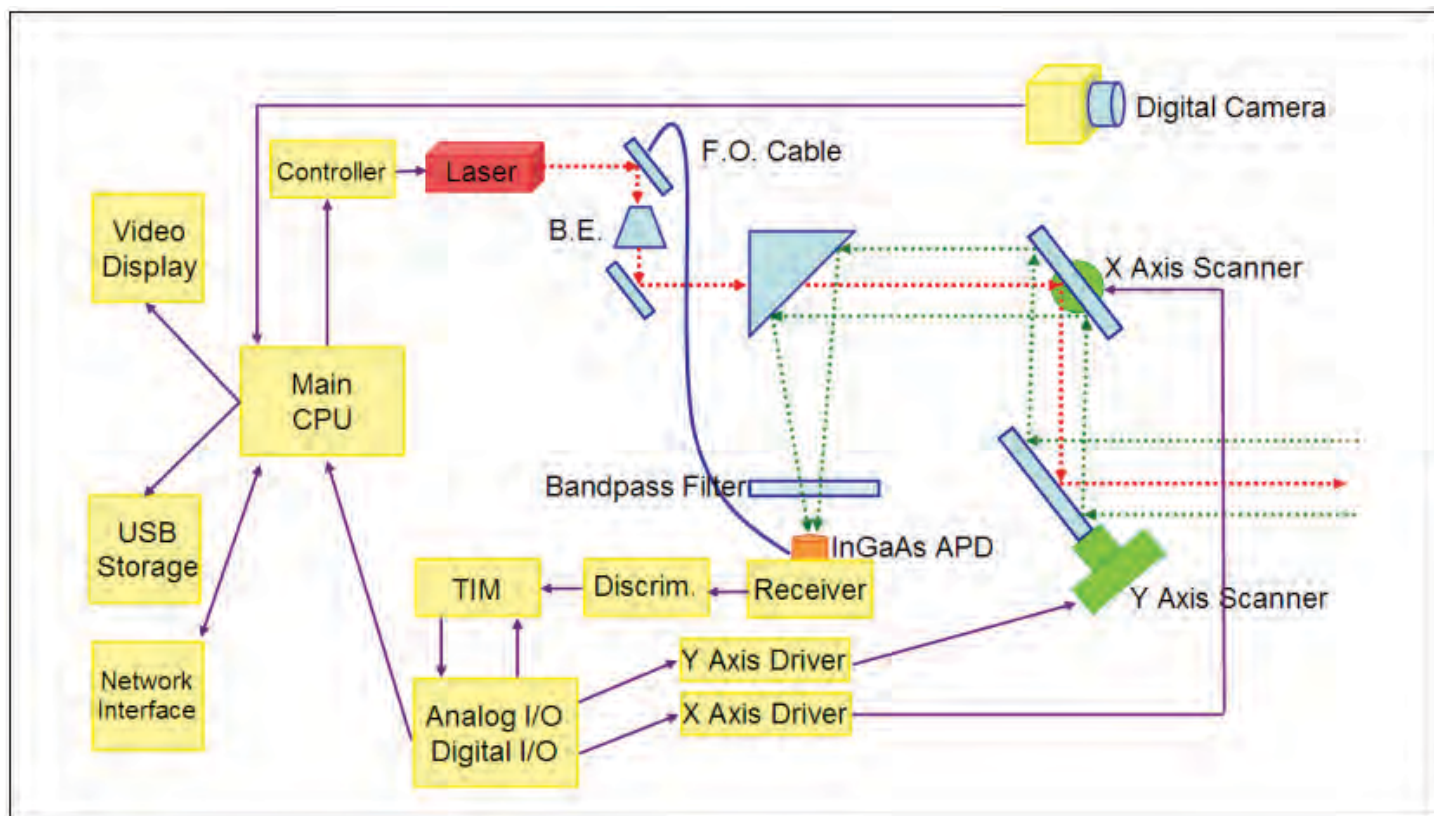 Digital Camera
F.O. Cable
Controller
Laser
Video
Display
B.E.
X Axis Scanner
Main
CPU
Bandpass Filter
USB
Storage
InGaAs APD
TIM
Discrim.
Receiver
Y Axis Scanner
Network
Interface
Y Axis Driver
X Axis Driver
Analog I/O
Digital I/O